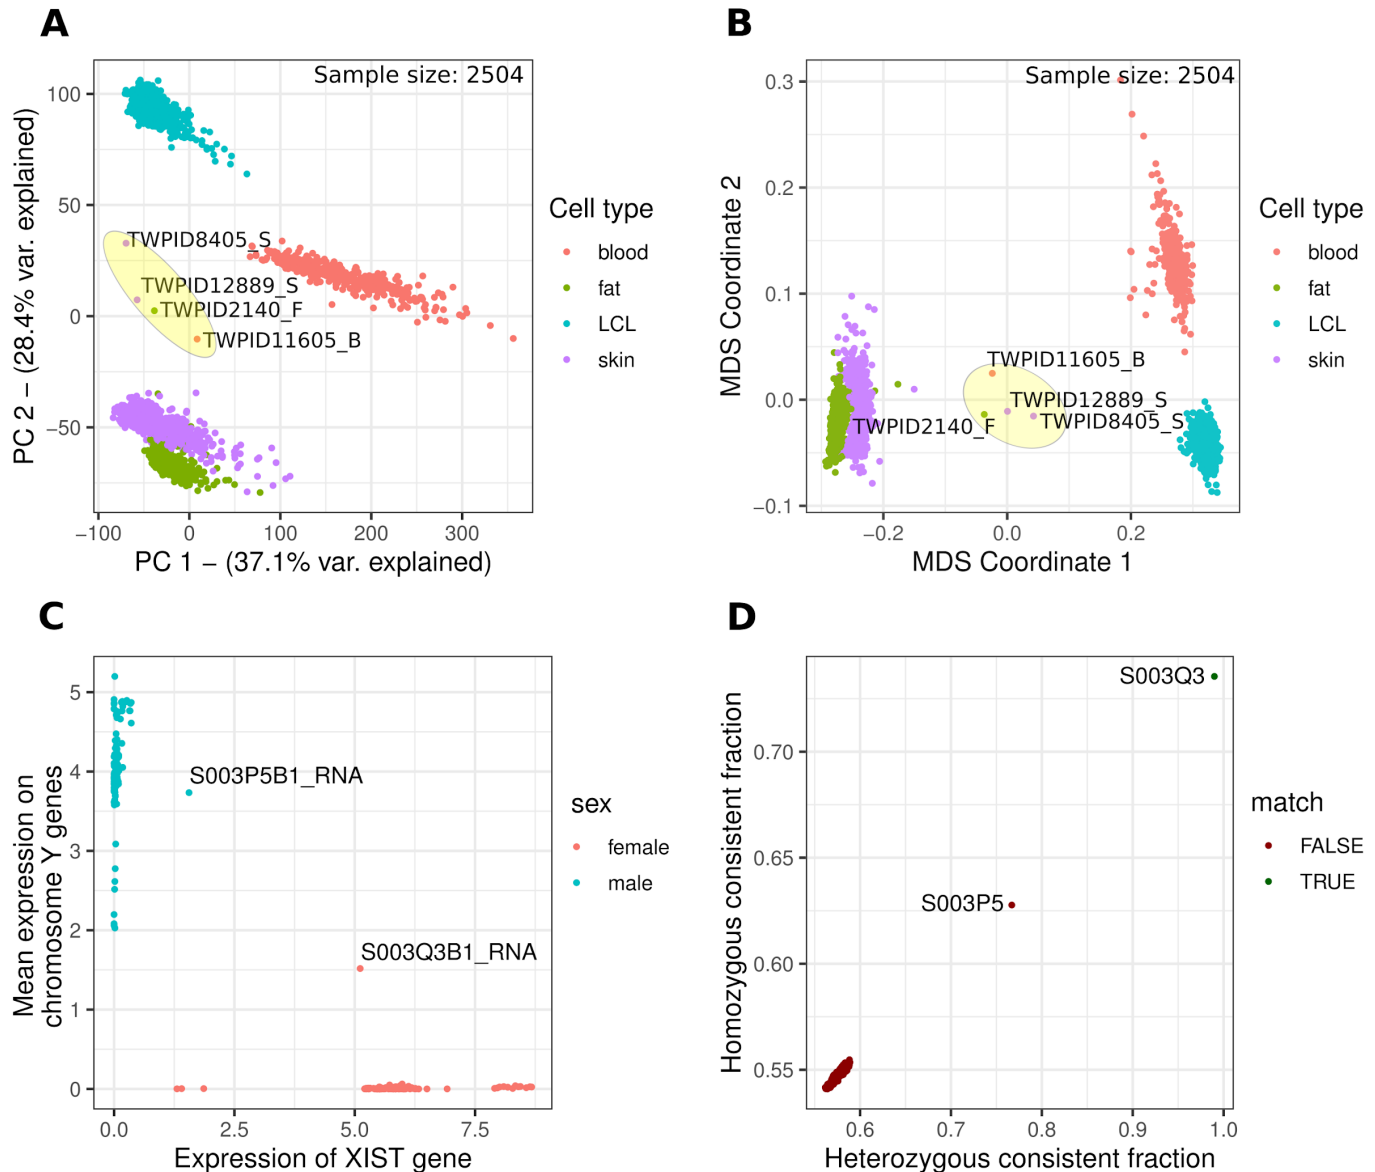 A
Sample size: 2504
PC 2 − (28.4% var. explained)
100
50
0
−50
TWPID8405_S
TWPID12889_S
TWPID2140_F
TWPID11605_B
−100
0
100
200
300
PC 1 − (37.1% var. explained)
Cell type
blood
fat
LCL
skin
B
Sample size: 2504
MDS Coordinate 2
0.3
0.2
0.1
0.0
−0.1
TWPID11605_B
TWPID12889_S
TWPID8405_S
TWPID2140_F
−0.2
0.0
0.2
MDS Coordinate 1
Cell type
blood
fat
LCL
skin
C
Mean expression on
chromosome Y genes
5
4
3
2
1
0
S003P5B1_RNA
S003Q3B1_RNA
0.0
2.5
5.0
7.5
Expression of XIST gene
sex
female
male
D
Homozygous consistent fraction
0.70
0.65
0.60
0.55
S003Q3
S003P5
0.6
0.7
0.8
0.9
1.0
Heterozygous consistent fraction
match
FALSE
TRUE